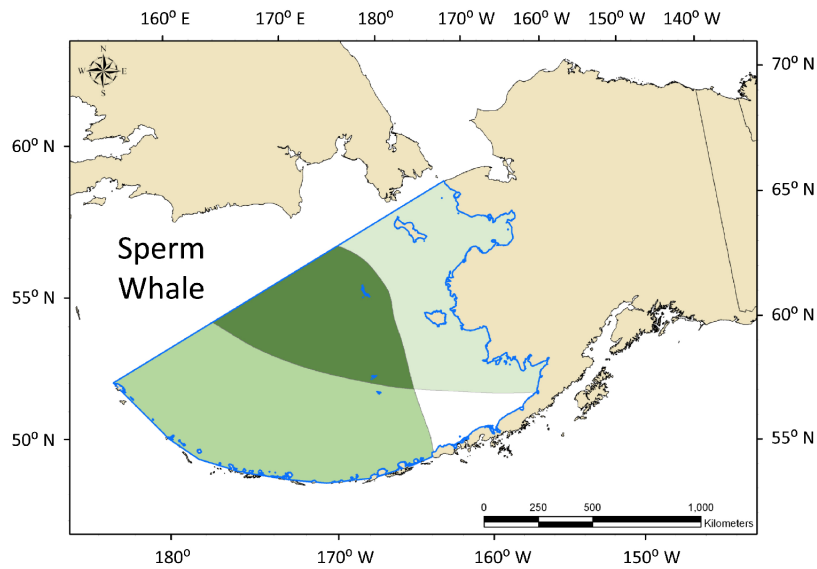 160° E 170° E 180° 170° W 160° W 150° W 140° W
N
W E
S
70° N
60° N
65° N
Sperm
Whale
55° N
60° N
50° N
55° N
0 250 500 1,000
Kilometers
180° 170° W 160° W 150° W